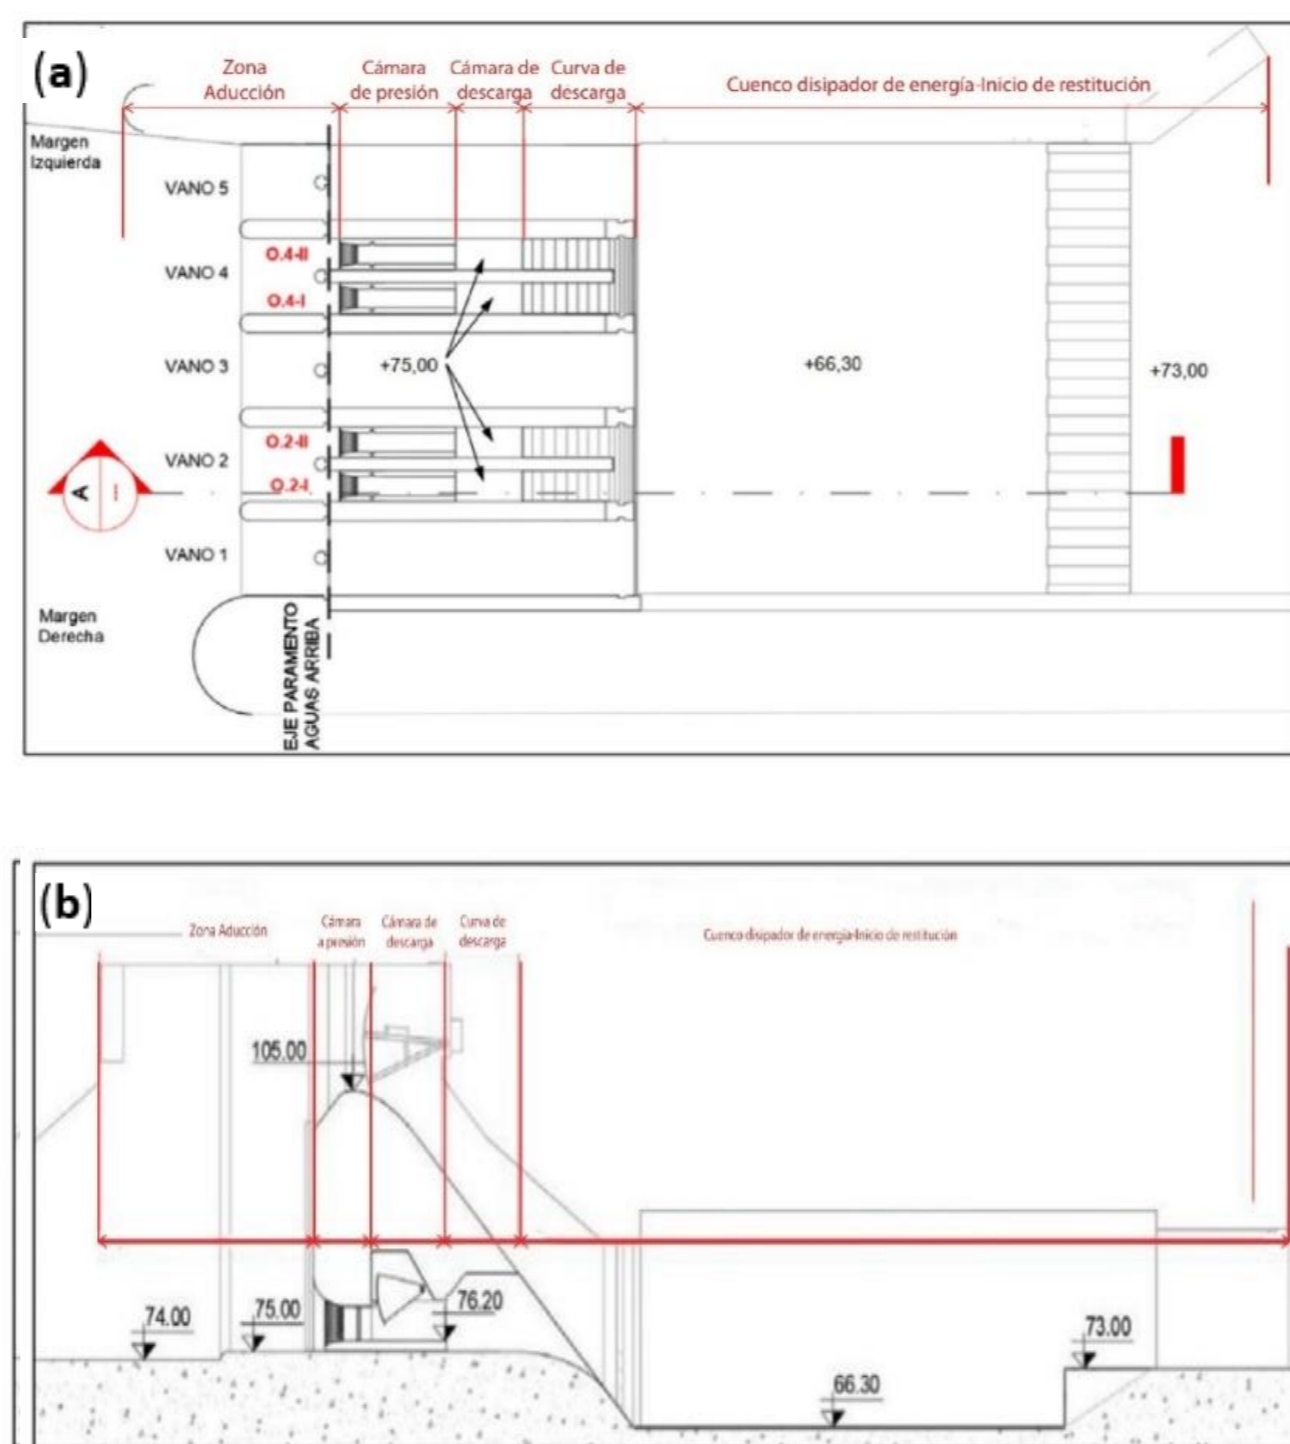 (a)
Zona
Aducción
Cámara
de presión
Cámara de
descarga
Curva de
descarga
Cuenco disipador de energía-Inicio de restitución
Margen
Izquierda
VANO 5
O.4-II
VANO 4
O.4-I
VANO 3
+75,00
+66,30
+73,00
O.2-II
VANO 2
O.2-I
A
VANO 1
Margen
Derecha
EJE PARAMENTO
AGUAS ARRIBA
(b)
Zona Aducción
Cámara
a presión
Cámara de
descarga
Curva de
descarga
Cuenco disipador de energía-Inicio de restitución
105.00
74.00
75.00
76.20
73.00
66.30